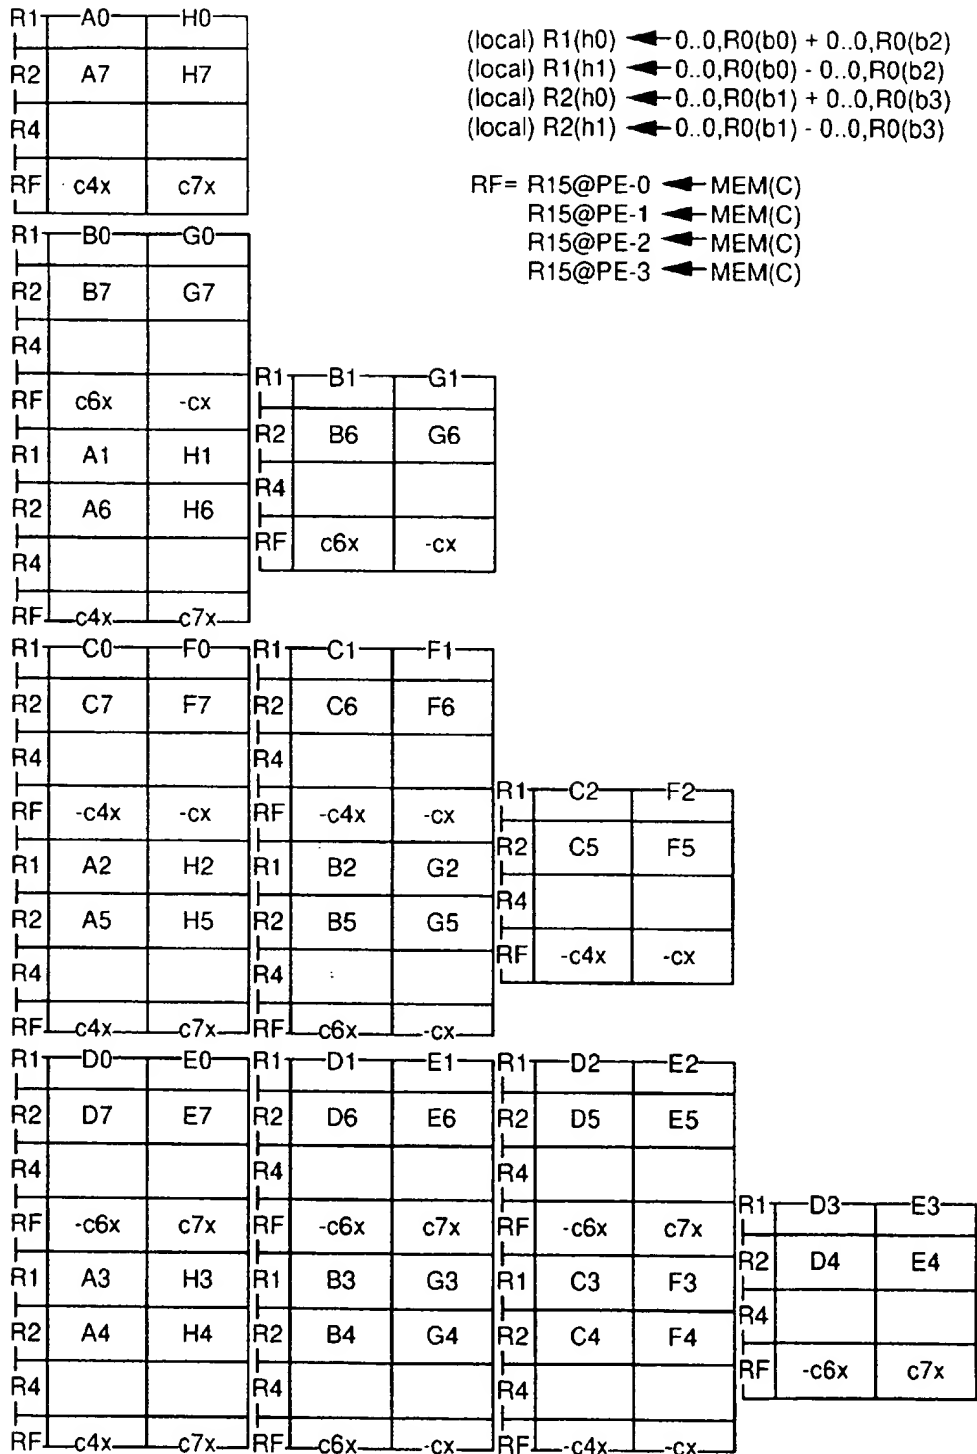 R1 A0 H0
R2 A7 H7
R4
RF c4x c7x
(local) R1(h0) ◄ 0..0,R0(b0) + 0..0,R0(b2)
(local) R1(h1) ◄ 0..0,R0(b0) - 0..0,R0(b2)
(local) R2(h0) ◄ 0..0,R0(b1) + 0..0,R0(b3)
(local) R2(h1) ◄ 0..0,R0(b1) - 0..0,R0(b3)
RF= R15@PE-0 ◄ MEM(C)
R15@PE-1 ◄ MEM(C)
R15@PE-2 ◄ MEM(C)
R15@PE-3 ◄ MEM(C)
R1 B0 G0
R2 B7 G7
R4
RF c6x -cx
R1 A1 H1
R2 A6 H6
R4
RF c4x c7x
R1 B1 G1
R2 B6 G6
R4
RF c6x -cx
R1 C0 F0
R2 C7 F7
R4
RF -c4x -cx
R1 A2 H2
R2 A5 H5
R4
RF c4x c7x
R1 C1 F1
R2 C6 F6
R4
RF -c4x -cx
R1 B2 G2
R2 B5 G5
R4
RF c6x -cx
R1 C2 F2
R2 C5 F5
R4
RF -c4x -cx
R1 D0 E0
R2 D7 E7
R4
RF -c6x c7x
R1 A3 H3
R2 A4 H4
R4
RF c4x c7x
R1 D1 E1
R2 D6 E6
R4
RF -c6x c7x
R1 B3 G3
R2 B4 G4
R4
RF c6x -cx
R1 D2 E2
R2 D5 E5
R4
RF -c6x c7x
R1 C3 F3
R2 C4 F4
R4
RF -c4x -cx
R1 D3 E3
R2 D4 E4
R4
RF -c6x c7x